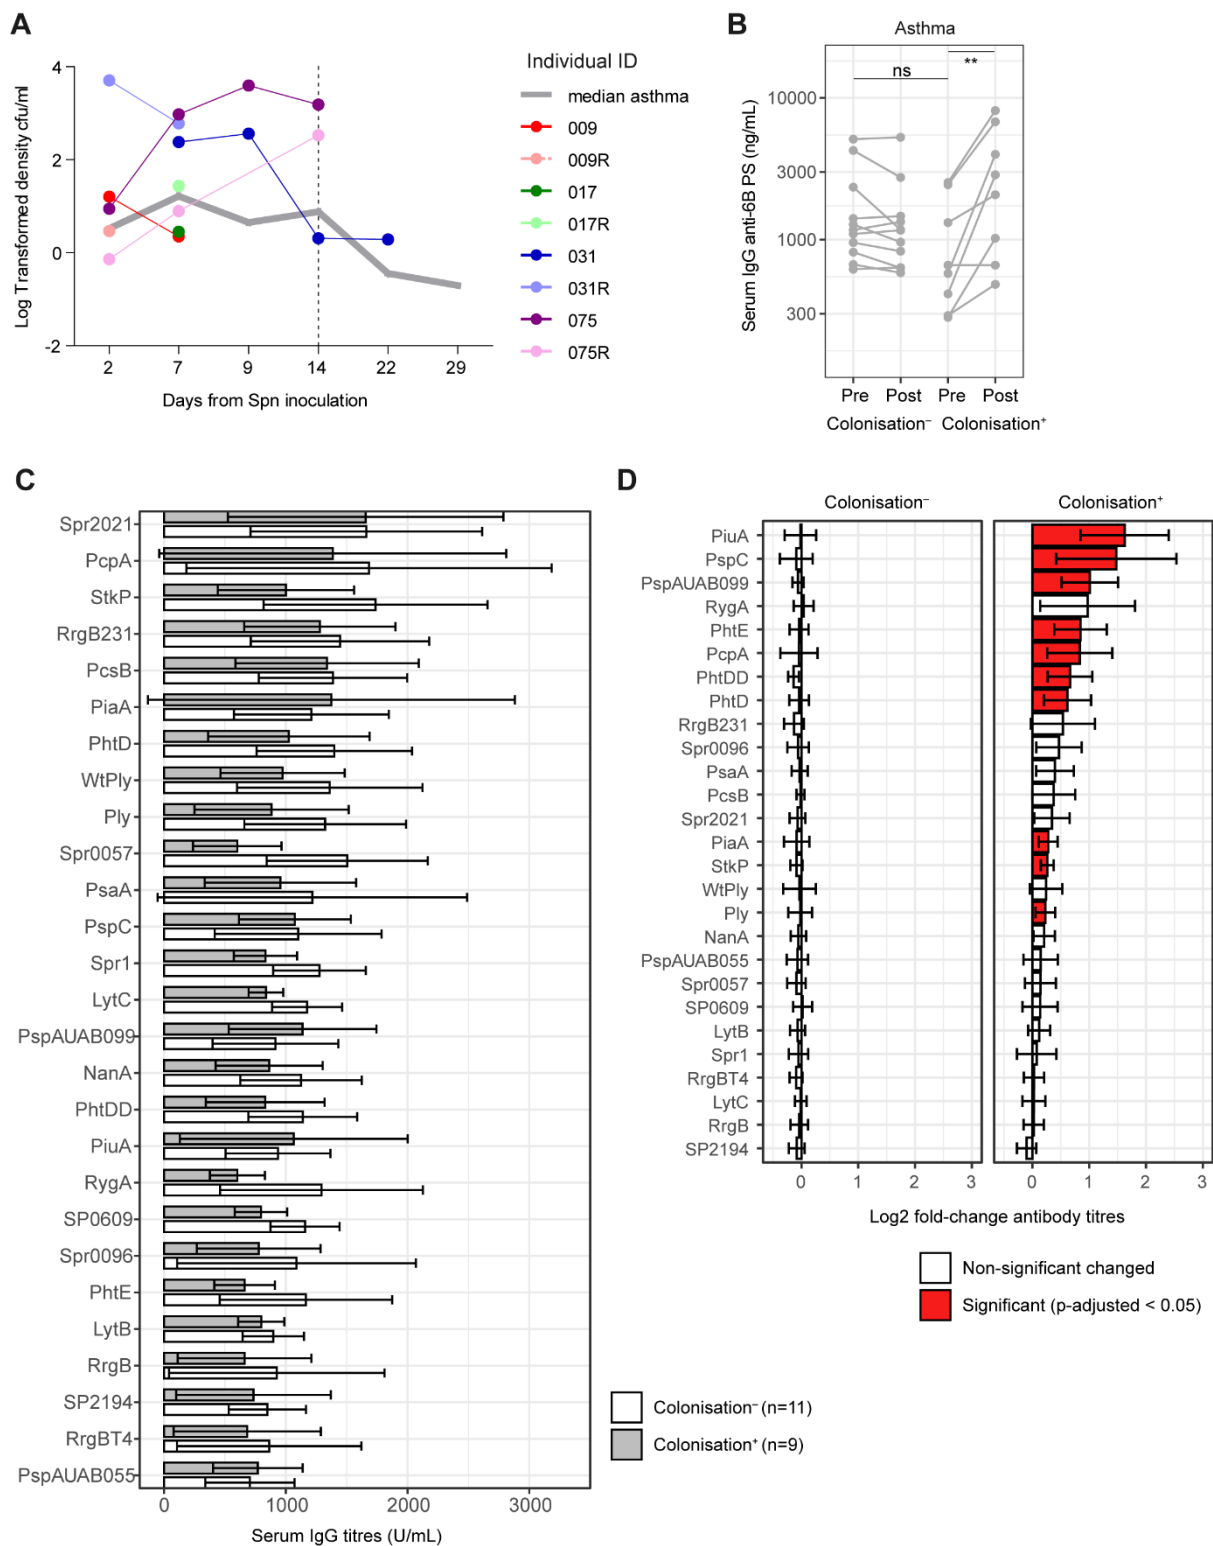 A
Individual ID
Log Transformed density cfu/ml
4
2
0
-2
2
7
9
14
22
29
Days from Spn inoculation
median asthma
009
009R
017
017R
031
031R
075
075R
B
Asthma
ns
**
Serum IgG anti-6B PS (ng/mL)
10000
3000
1000
300
Pre Post Pre Post
Colonisation⁻ Colonisation⁺
C
Spr2021
PcpA
StkP
RrgB231
PcsB
PiaA
PhtD
WtPly
Ply
Spr0057
PsaA
PspC
Spr1
LytC
PspAUAB099
NanA
PhtDD
PiuA
RygA
SP0609
Spr0096
PhtE
LytB
RrgB
SP2194
RrgBT4
PspAUAB055
0 1000 2000 3000
Serum IgG titres (U/mL)
Colonisation⁻ (n=11)
Colonisation⁺ (n=9)
D
Colonisation⁻ Colonisation⁺
PiuA
PspC
PspAUAB099
RygA
PhtE
PcpA
PhtDD
PhtD
RrgB231
Spr0096
PsaA
PcsB
Spr2021
PiaA
StkP
WtPly
Ply
NanA
PspAUAB055
Spr0057
SP0609
LytB
Spr1
RrgBT4
LytC
RrgB
SP2194
0 1 2 3 0 1 2 3
Log2 fold-change antibody titres
Non-significant changed
Significant (p-adjusted < 0.05)